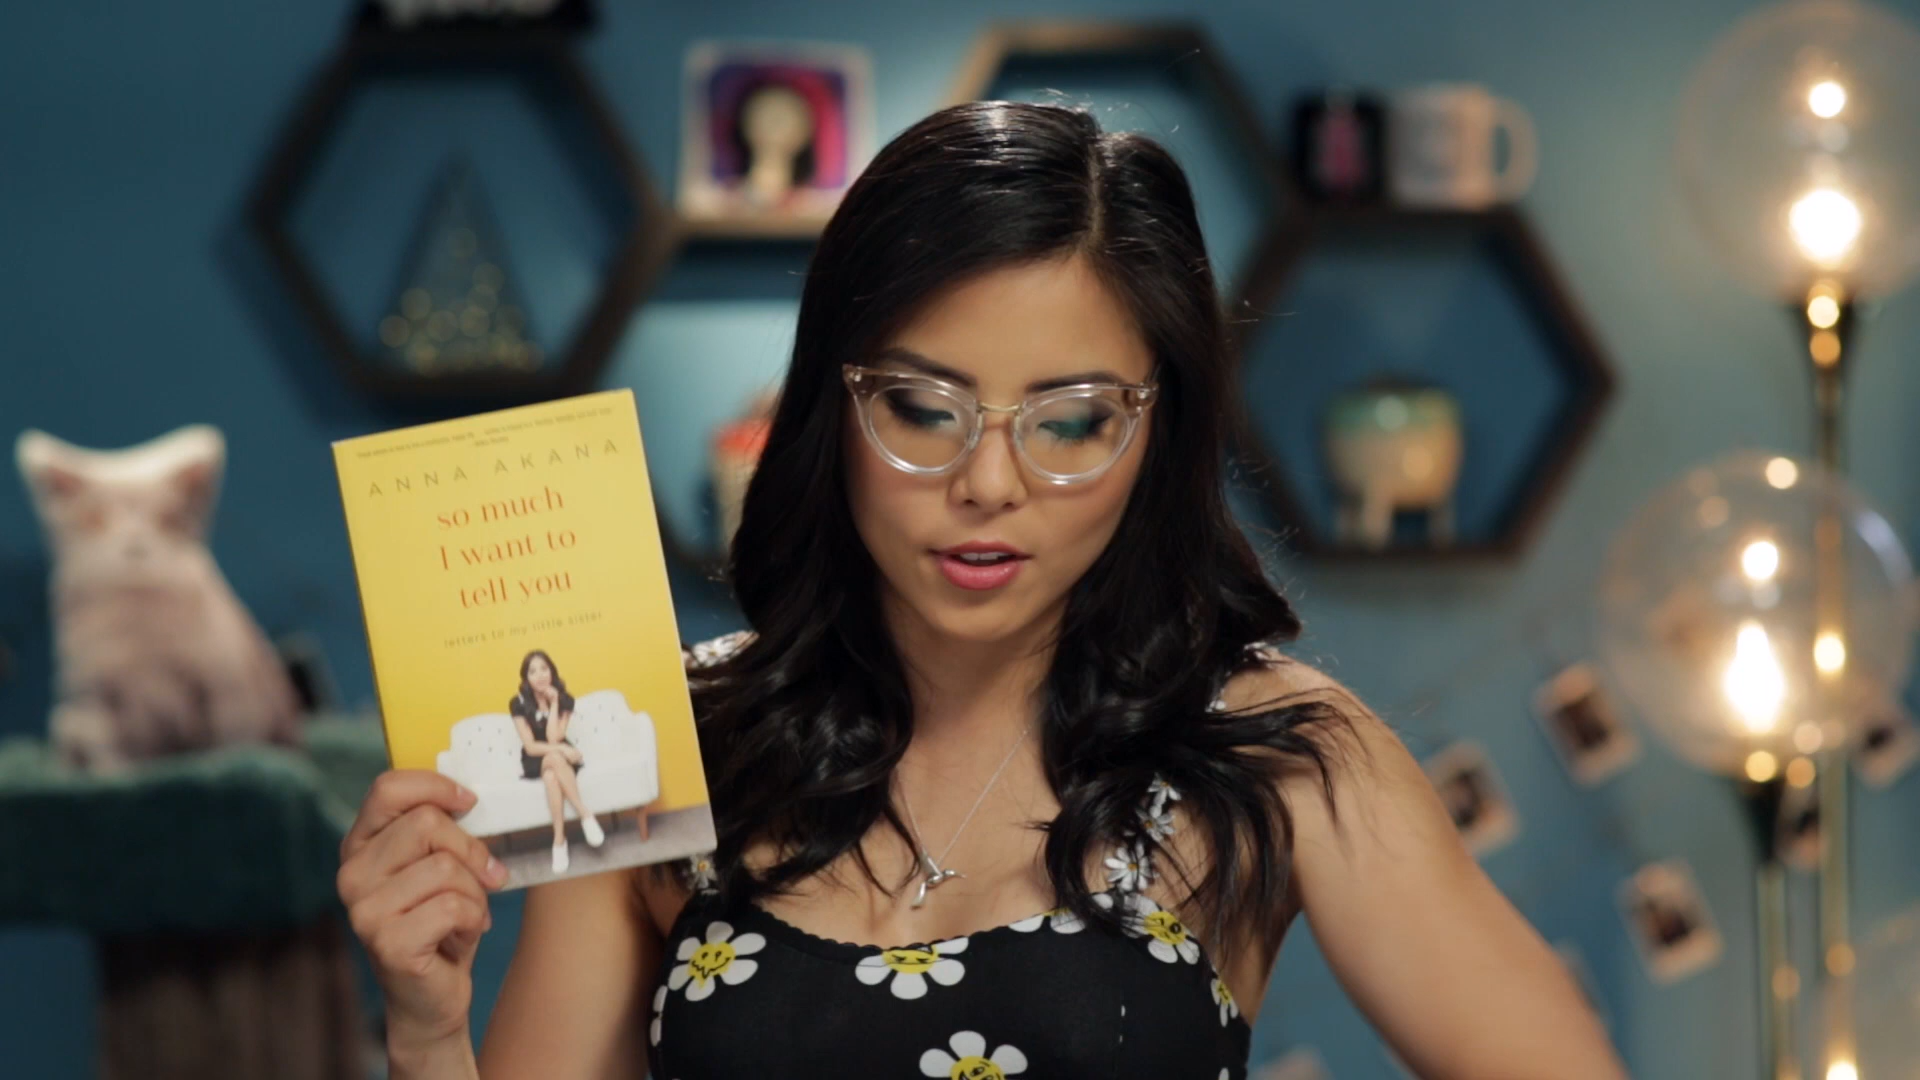 ANNA AKANA
so much
I want to
tell you
letters to my little sister